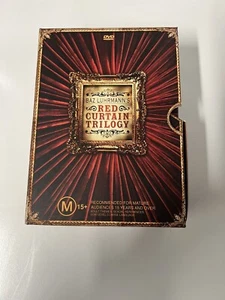 DVD
BAZ LUHRMANN'S
RED
CURTAIN
TRILOGY
M 15+
RECOMMENDED FOR MATURE
AUDIENCES 15 YEARS AND OVER